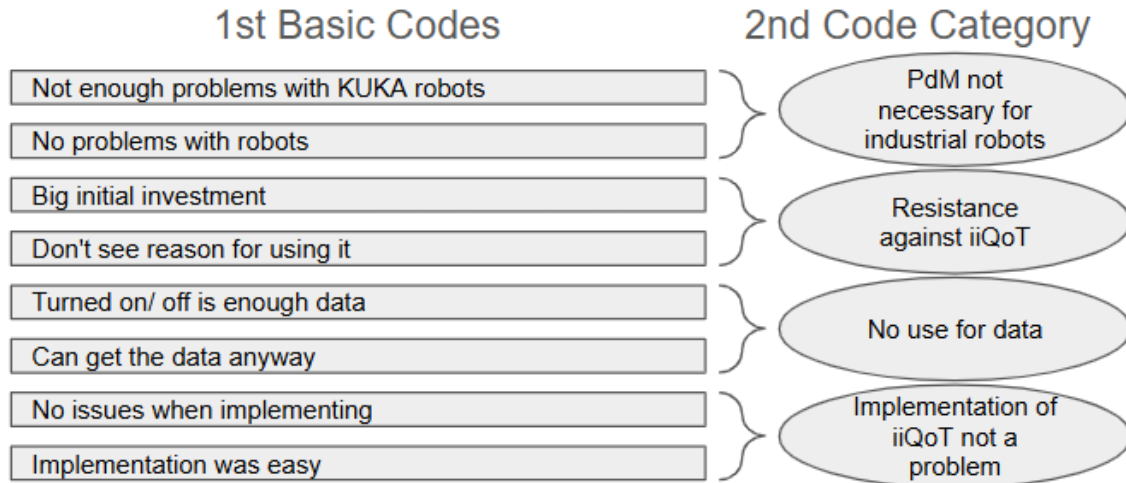 1st Basic Codes
2nd Code Category
Not enough problems with KUKA robots
No problems with robots
PdM not
necessary for
industrial robots
Big initial investment
Don't see reason for using it
Resistance
against iiQoT
Turned on/ off is enough data
Can get the data anyway
No use for data
No issues when implementing
Implementation was easy
Implementation of
iiQoT not a
problem